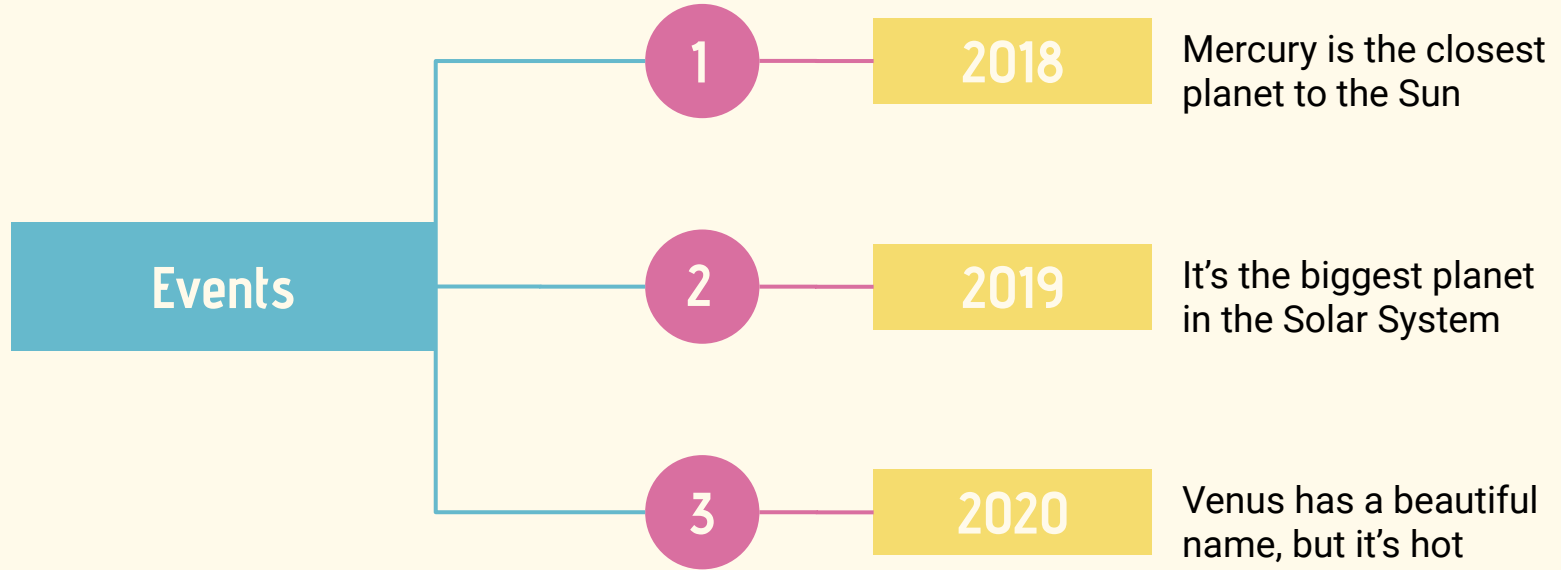 1
2018
Mercury is the closest
planet to the Sun
Events
2
2019
It’s the biggest planet
in the Solar System
3
2020
Venus has a beautiful
name, but it’s hot